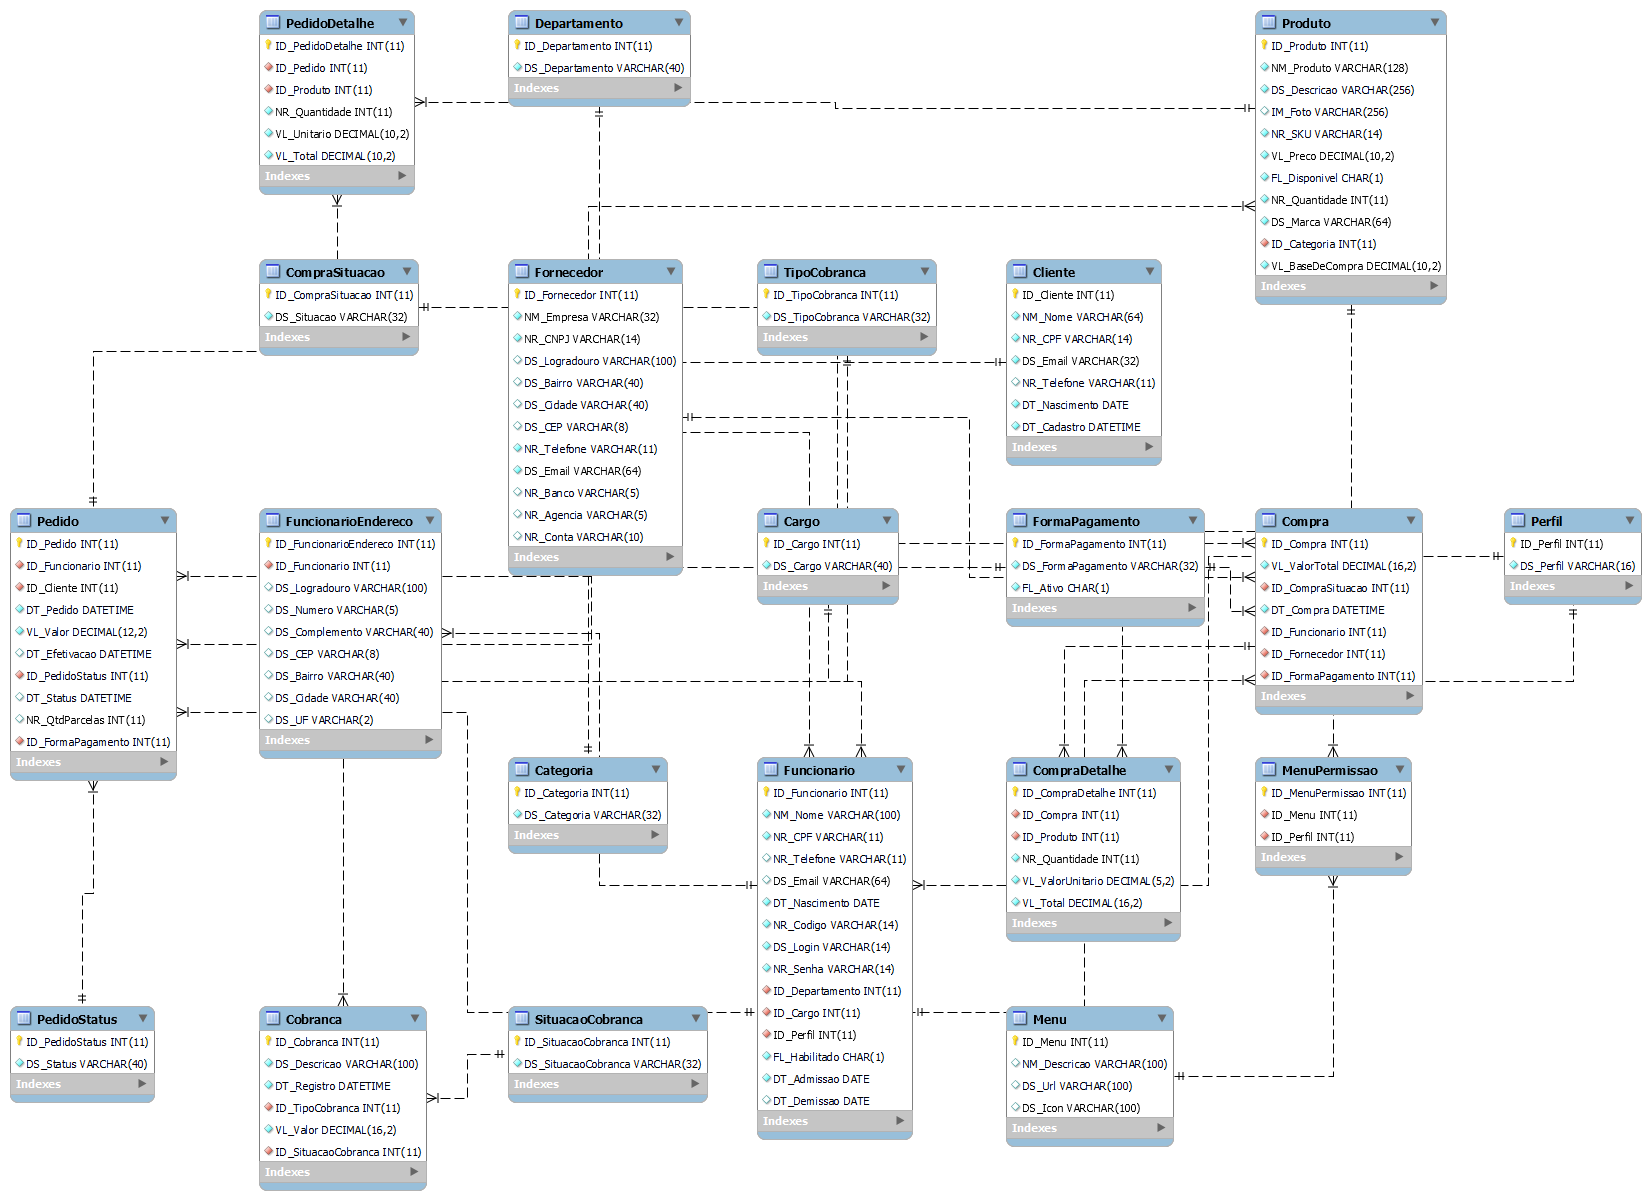 PedidoDetalhe
ID_PedidoDetalhe INT(11)
ID_Pedido INT(11)
ID_Produto INT(11)
NR_Quantidade INT(11)
VL_Unitario DECIMAL(10,2)
VL_Total DECIMAL(10,2)
Indexes
Departamento
ID_Departamento INT(11)
DS_Departamento VARCHAR(40)
Indexes
Produto
ID_Produto INT(11)
NM_Produto VARCHAR(128)
DS_Descricao VARCHAR(256)
IM_Foto VARCHAR(256)
NR_SKU VARCHAR(14)
VL_Preco DECIMAL(10,2)
FL_Disponivel CHAR(1)
NR_Quantidade INT(11)
DS_Marca VARCHAR(64)
ID_Categoria INT(11)
VL_BaseDeCompra DECIMAL(10,2)
Indexes
CompraSituacao
ID_CompraSituacao INT(11)
DS_Situacao VARCHAR(32)
Indexes
Fornecedor
ID_Fornecedor INT(11)
NM_Empresa VARCHAR(32)
NR_CNPJ VARCHAR(14)
DS_Logradouro VARCHAR(100)
DS_Bairro VARCHAR(40)
DS_Cidade VARCHAR(40)
DS_CEP VARCHAR(8)
NR_Telefone VARCHAR(11)
DS_Email VARCHAR(64)
NR_Banco VARCHAR(5)
NR_Agencia VARCHAR(5)
NR_Conta VARCHAR(10)
Indexes
TipoCobranca
ID_TipoCobranca INT(11)
DS_TipoCobranca VARCHAR(32)
Indexes
Cliente
ID_Cliente INT(11)
NM_Nome VARCHAR(64)
NR_CPF VARCHAR(14)
DS_Email VARCHAR(32)
NR_Telefone VARCHAR(11)
DT_Nascimento DATE
DT_Cadastro DATETIME
Indexes
Pedido
ID_Pedido INT(11)
ID_Funcionario INT(11)
ID_Cliente INT(11)
DT_Pedido DATETIME
VL_Valor DECIMAL(12,2)
DT_Efetivacao DATETIME
ID_PedidoStatus INT(11)
DT_Status DATETIME
NR_QtdParcelas INT(11)
ID_FormaPagamento INT(11)
Indexes
FuncionarioEndereco
ID_FuncionarioEndereco INT(11)
ID_Funcionario INT(11)
DS_Logradouro VARCHAR(100)
DS_Numero VARCHAR(5)
DS_Complemento VARCHAR(40)
DS_CEP VARCHAR(8)
DS_Bairro VARCHAR(40)
DS_Cidade VARCHAR(40)
DS_UF VARCHAR(2)
Indexes
Cargo
ID_Cargo INT(11)
DS_Cargo VARCHAR(40)
Indexes
FormaPagamento
ID_FormaPagamento INT(11)
DS_FormaPagamento VARCHAR(32)
FL_Ativo CHAR(1)
Indexes
Compra
ID_Compra INT(11)
VL_ValorTotal DECIMAL(16,2)
ID_CompraSituacao INT(11)
DT_Compra DATETIME
ID_Funcionario INT(11)
ID_Fornecedor INT(11)
ID_FormaPagamento INT(11)
Indexes
Perfil
ID_Perfil INT(11)
DS_Perfil VARCHAR(16)
Indexes
Categoria
ID_Categoria INT(11)
DS_Categoria VARCHAR(32)
Indexes
Funcionario
ID_Funcionario INT(11)
NM_Nome VARCHAR(100)
NR_CPF VARCHAR(11)
NR_Telefone VARCHAR(11)
DS_Email VARCHAR(64)
DT_Nascimento DATE
NR_Codigo VARCHAR(14)
DS_Login VARCHAR(14)
NR_Senha VARCHAR(14)
ID_Departamento INT(11)
ID_Cargo INT(11)
ID_Perfil INT(11)
FL_Habilitado CHAR(1)
DT_Admissao DATE
DT_Demissao DATE
Indexes
CompraDetalhe
ID_CompraDetalhe INT(11)
ID_Compra INT(11)
ID_Produto INT(11)
NR_Quantidade INT(11)
VL_ValorUnitario DECIMAL(5,2)
VL_Total DECIMAL(16,2)
Indexes
MenuPermissao
ID_MenuPermissao INT(11)
ID_Menu INT(11)
ID_Perfil INT(11)
Indexes
PedidoStatus
ID_PedidoStatus INT(11)
DS_Status VARCHAR(40)
Indexes
Cobranca
ID_Cobranca INT(11)
DS_Descricao VARCHAR(100)
DT_Registro DATETIME
ID_TipoCobranca INT(11)
VL_Valor DECIMAL(16,2)
ID_SituacaoCobranca INT(11)
Indexes
SituacaoCobranca
ID_SituacaoCobranca INT(11)
DS_SituacaoCobranca VARCHAR(32)
Indexes
Menu
ID_Menu INT(11)
NM_Descricao VARCHAR(100)
DS_Url VARCHAR(100)
DS_Icon VARCHAR(100)
Indexes